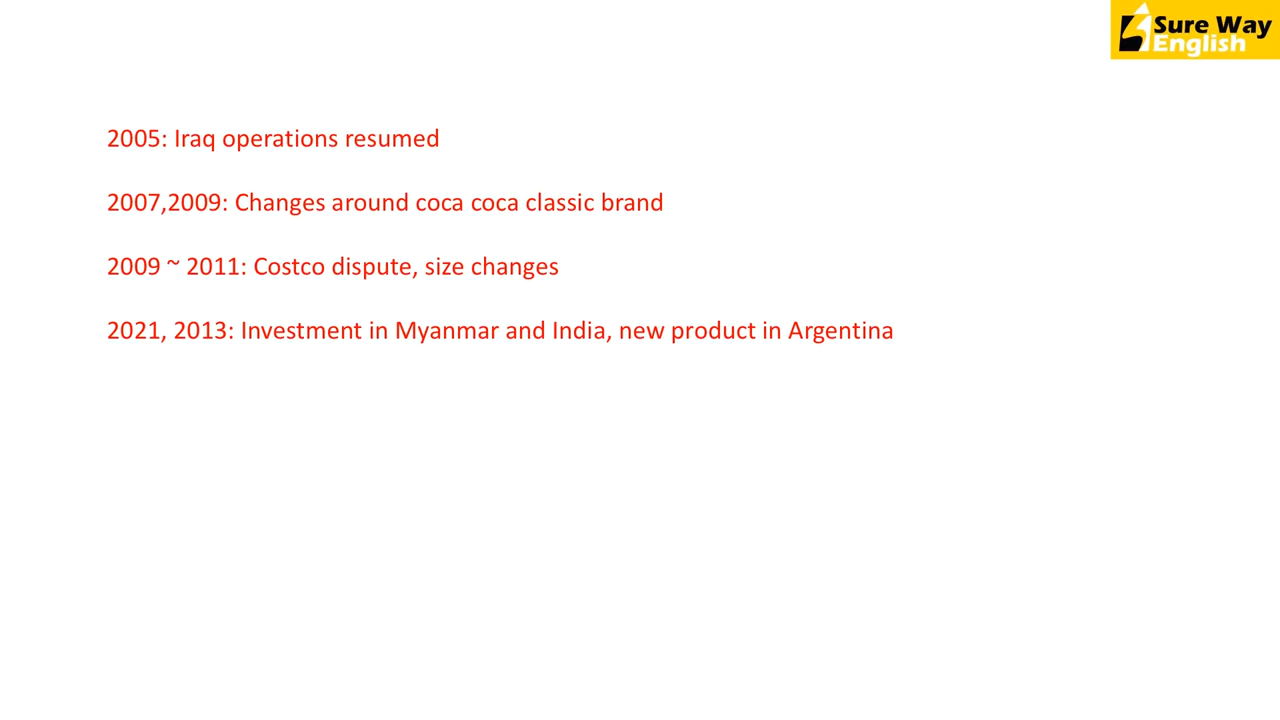 Sure Way
English
2005: Iraq operations resumed
2007,2009: Changes around coca coca classic brand
2009 ~ 2011: Costco dispute, size changes
2021, 2013: Investment in Myanmar and India, new product in Argentina